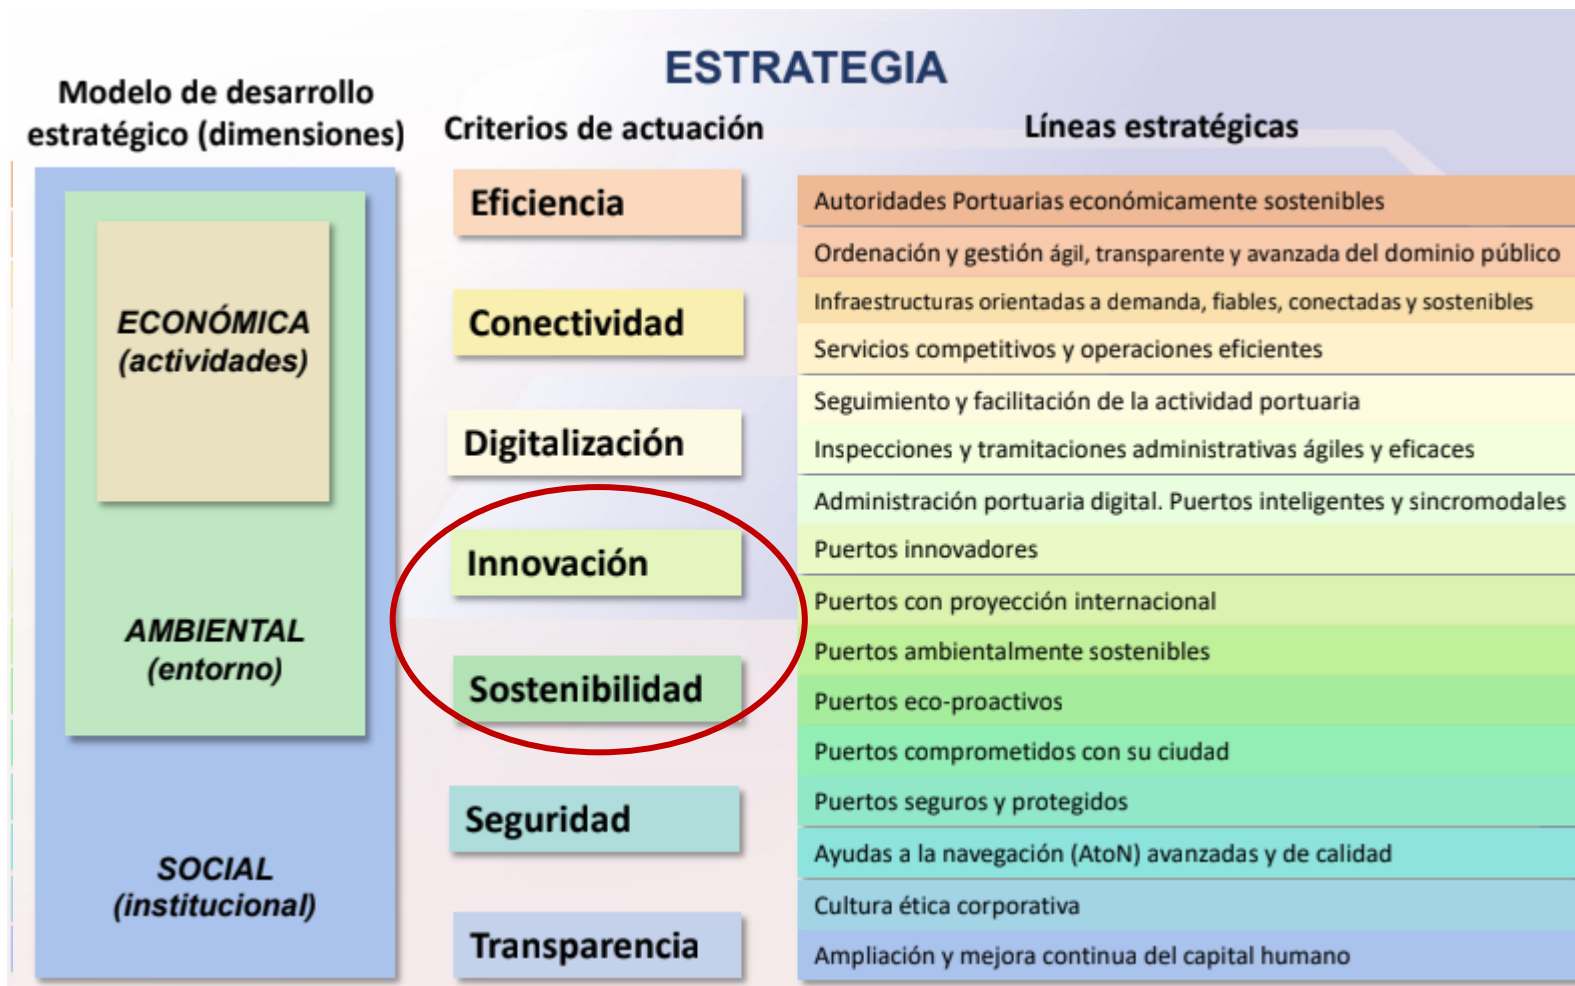 ESTRATEGIA
Modelo de desarrollo
estratégico (dimensiones)
Criterios de actuación
Líneas estratégicas
ECONÓMICA
(actividades)
AMBIENTAL
(entorno)
SOCIAL
(institucional)
Eficiencia
Conectividad
Digitalización
Innovación
Sostenibilidad
Seguridad
Transparencia
Autoridades Portuarias económicamente sostenibles
Ordenación y gestión ágil, transparente y avanzada del dominio público
Infraestructuras orientadas a demanda, fiables, conectadas y sostenibles
Servicios competitivos y operaciones eficientes
Seguimiento y facilitación de la actividad portuaria
Inspecciones y tramitaciones administrativas ágiles y eficaces
Administración portuaria digital. Puertos inteligentes y sincromodales
Puertos innovadores
Puertos con proyección internacional
Puertos ambientalmente sostenibles
Puertos eco-proactivos
Puertos comprometidos con su ciudad
Puertos seguros y protegidos
Ayudas a la navegación (AtoN) avanzadas y de calidad
Cultura ética corporativa
Ampliación y mejora continua del capital humano